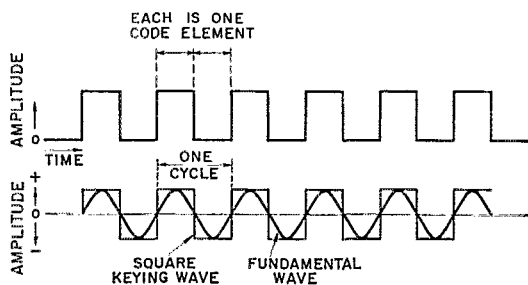 EACH IS ONE
CODE ELEMENT
AMPLITUDE
0
TIME
ONE
CYCLE
AMPLITUDE
+
0
-
SQUARE
KEYING WAVE
FUNDAMENTAL
WAVE